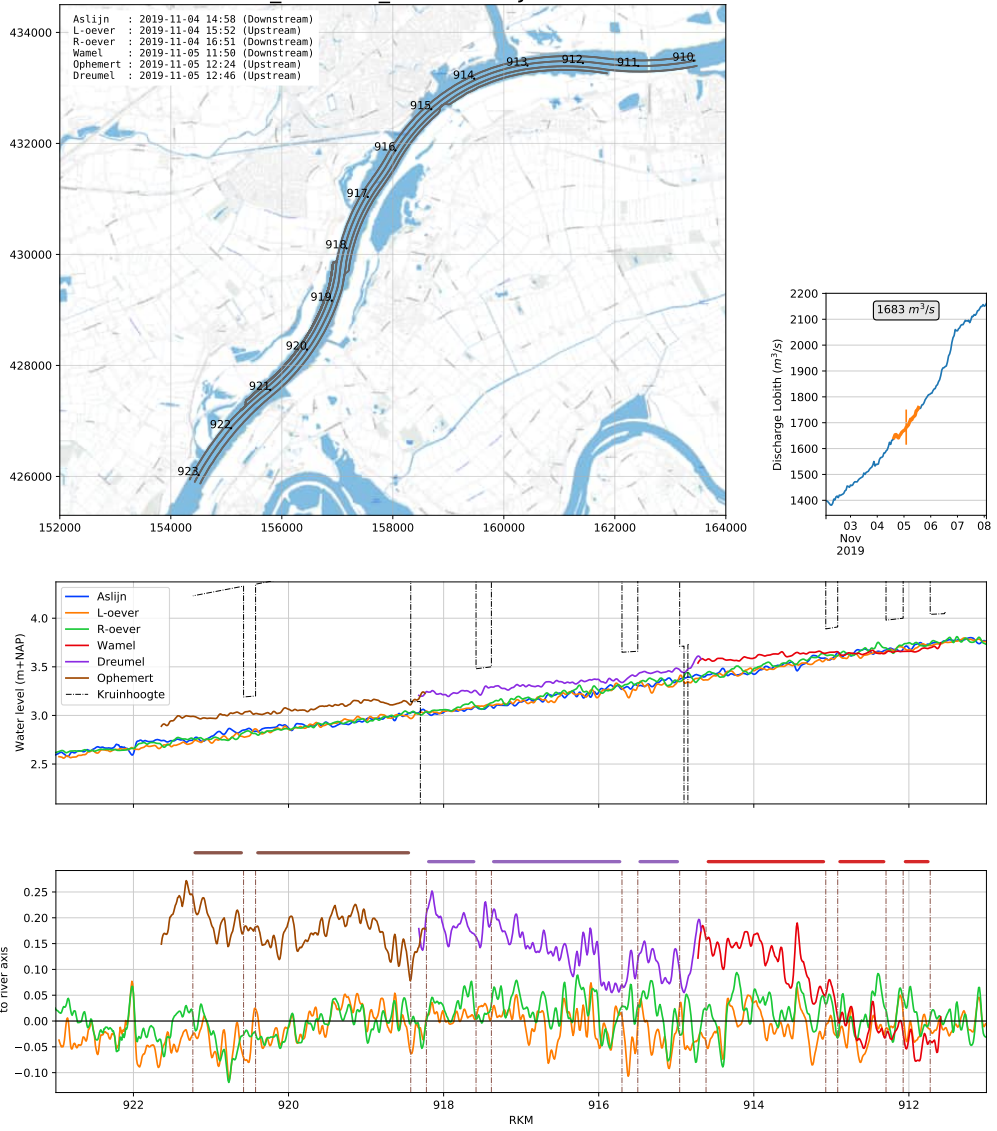 434000
Aslijn : 2019-11-04 14:58 (Downstream)
L-oever : 2019-11-04 15:52 (Upstream)
R-oever : 2019-11-04 16:51 (Downstream)
Wamel : 2019-11-05 11:50 (Downstream)
Ophemert : 2019-11-05 12:24 (Upstream)
Dreumel : 2019-11-05 12:46 (Upstream)
910
911
912
913
914
915
432000
916
917
918
430000
919
920
428000
921
922
923
426000
152000 154000 156000 158000 160000 162000 164000
2200
2100
2000
1900
1800
1700
1600
1500
1400
Discharge Lobith (m³/s)
1683 m³/s
03 04 05 06 07 08
Nov
2019
Water level (m+NAP)
4.0
3.5
3.0
2.5
Aslijn
L-oever
R-oever
Wamel
Dreumel
Ophemert
Kruinhoogte
to river axis
0.25
0.20
0.15
0.10
0.05
0.00
−0.05
−0.10
922 920 918 916 914 912
RKM